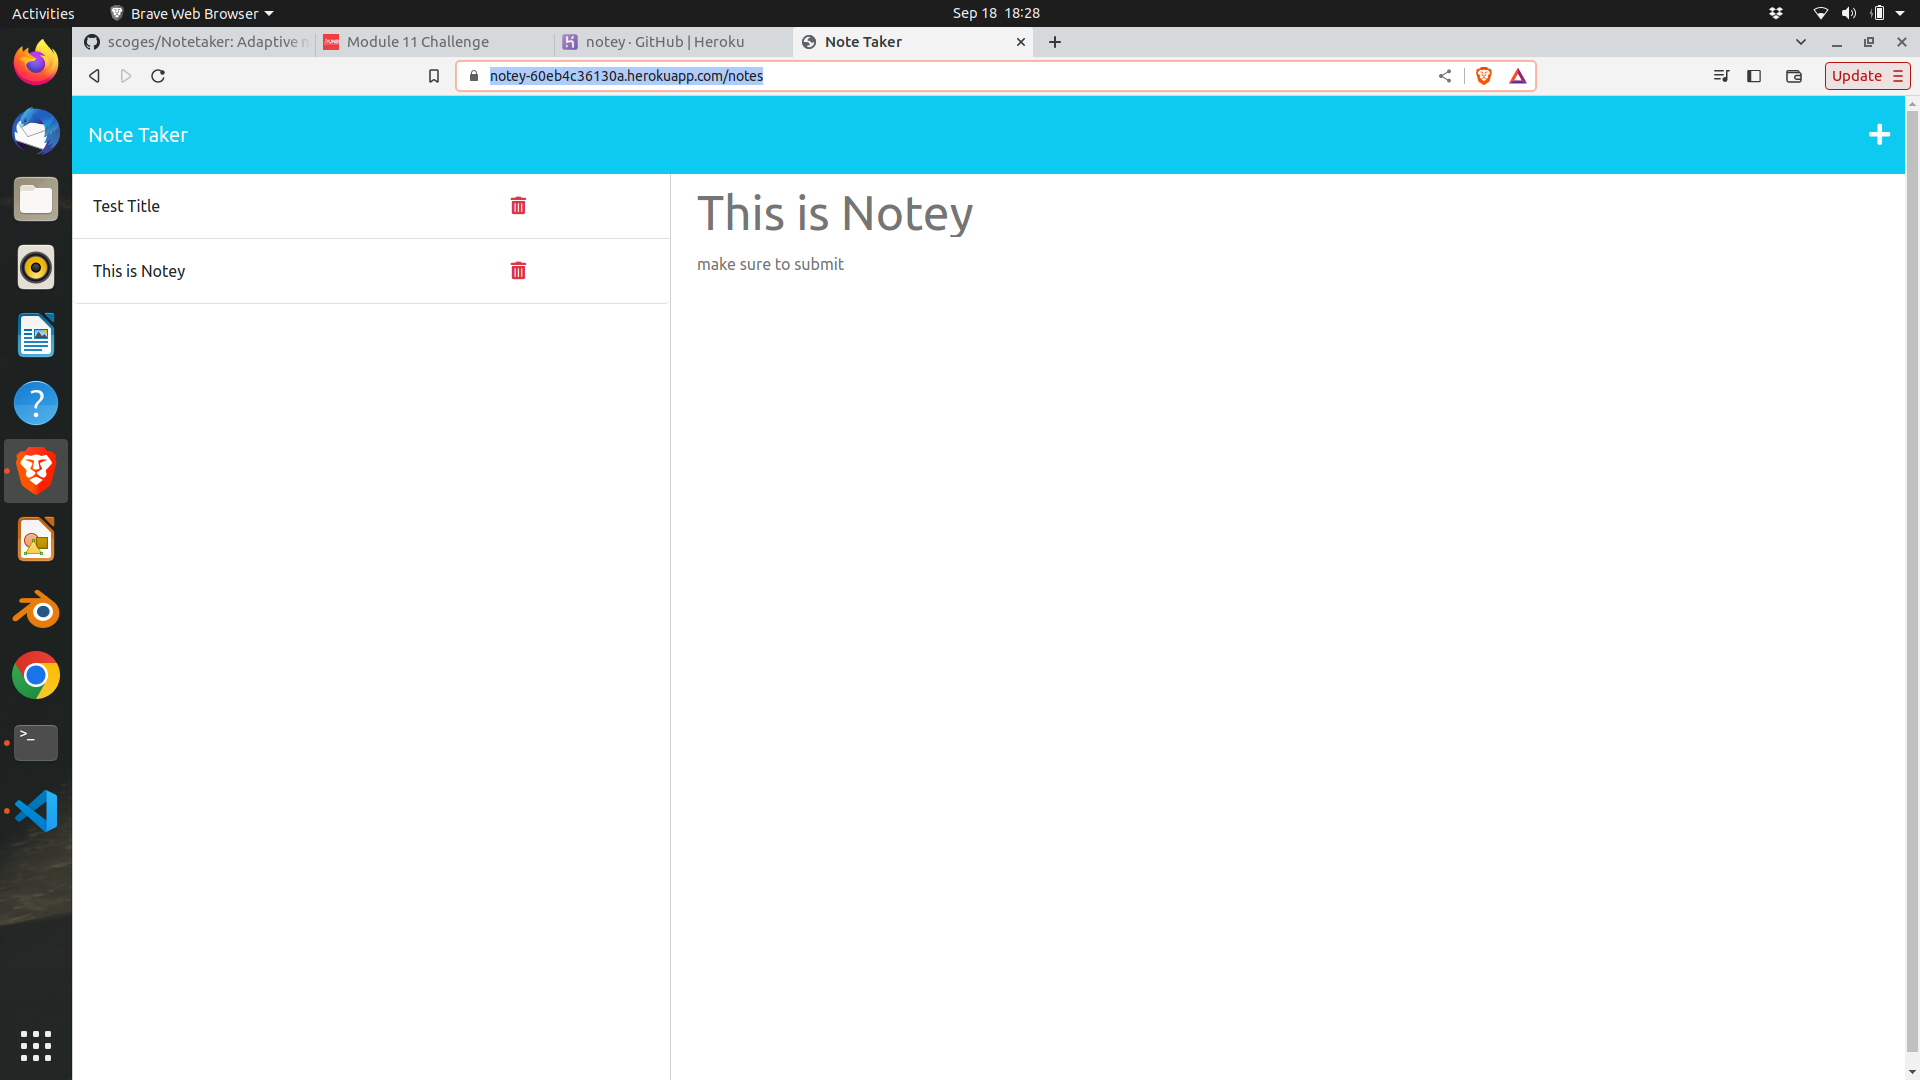 Activities
Brave Web Browser
Sep 18 18:28
scoges/Notetaker: Adaptive n
Module 11 Challenge
notey · GitHub | Heroku
Note Taker
notey-60eb4c36130a.herokuapp.com/notes
Update
Note Taker
Test Title
This is Notey
This is Notey
make sure to submit